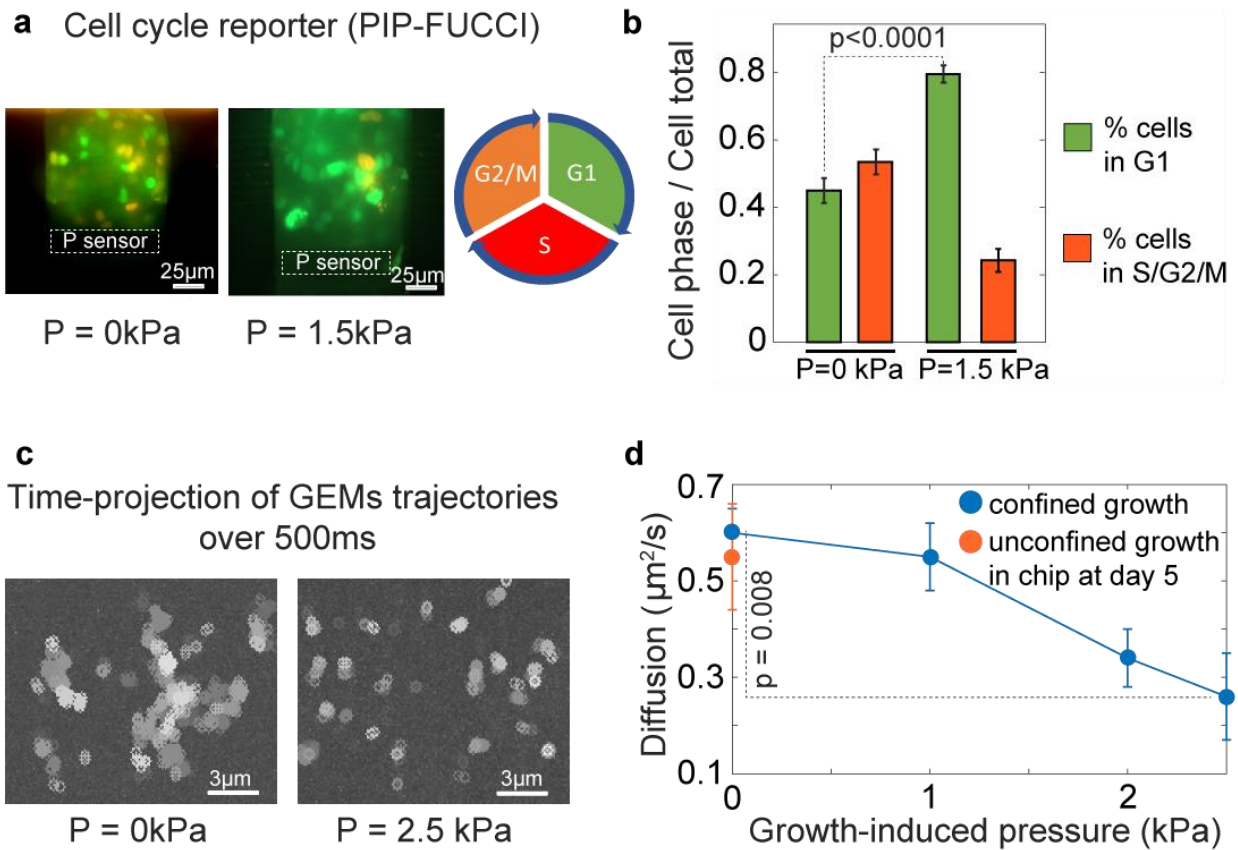 a Cell cycle reporter (PIP-FUCCI)
P sensor
25µm
P = 0kPa
P sensor
25µm
P = 1.5kPa
G2/M
G1
S
b
p<0.0001
Cell phase / Cell total
0.8
0.6
0.4
0.2
0
P=0 kPa
P=1.5 kPa
% cells
in G1
% cells
in S/G2/M
c
Time-projection of GEMs trajectories
over 500ms
3µm
P = 0kPa
3µm
P = 2.5 kPa
d
Diffusion (µm²/s)
0.7
0.5
0.3
0.1
confined growth
unconfined growth
in chip at day 5
p = 0.008
0
1
2
Growth-induced pressure (kPa)